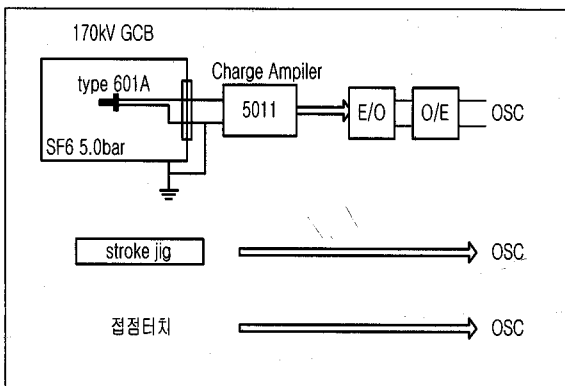 170kV GCB
type 601A
SF6 5.0bar
Charge Ampiler
5011
E/O
O/E
OSC
stroke jig
OSC
접점터치
OSC